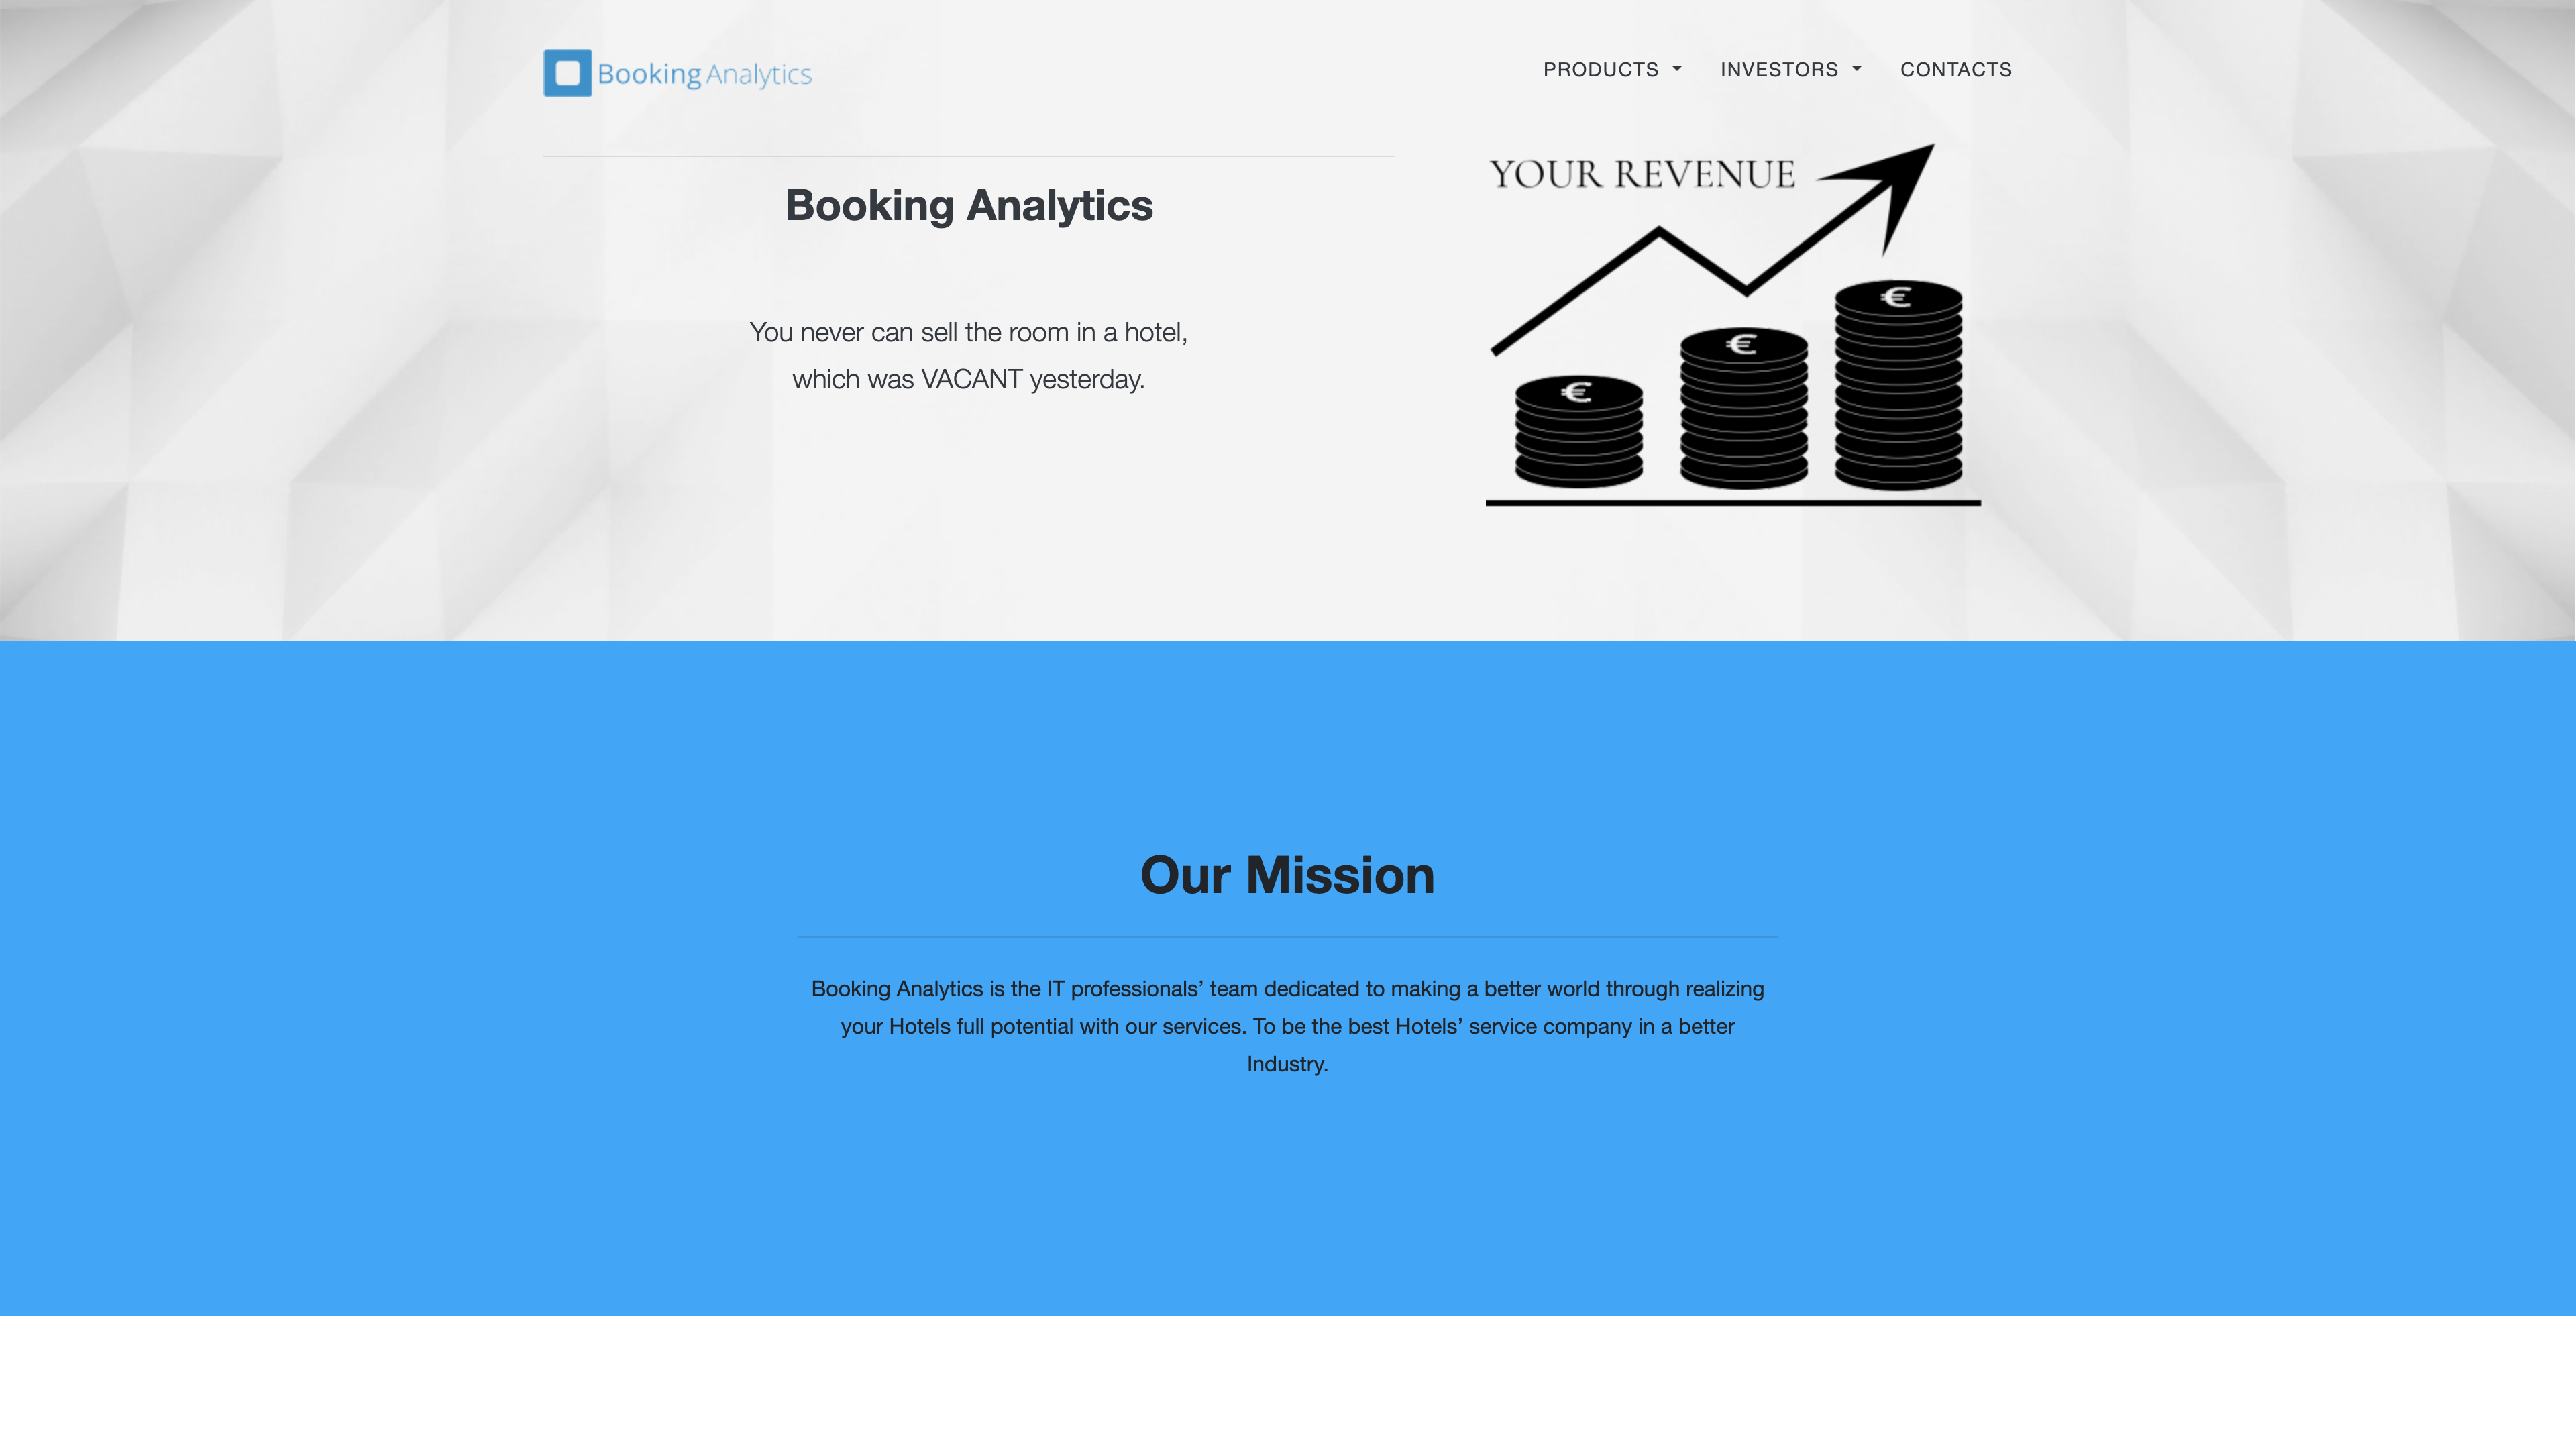 Booking Analytics
PRODUCTS
INVESTORS
CONTACTS
Booking Analytics
You never can sell the room in a hotel,
which was VACANT yesterday.
YOUR REVENUE
€
€
€
Our Mission
Booking Analytics is the IT professionals’ team dedicated to making a better world through realizing
your Hotels full potential with our services. To be the best Hotels’ service company in a better
Industry.